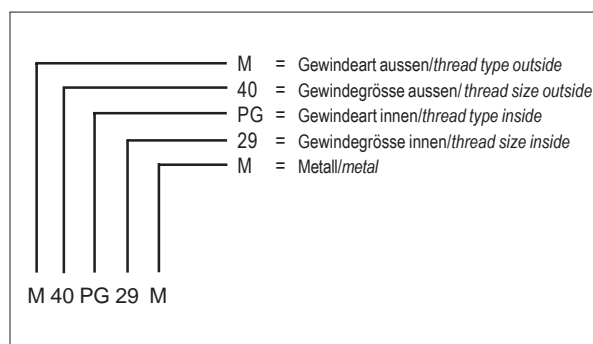 M = Gewindeart aussen/thread type outside
40 = Gewindegrösse aussen/ thread size outside
PG = Gewindeart innen/thread type inside
29 = Gewindegrösse innen/thread size inside
M = Metall/metal
M 40 PG 29 M